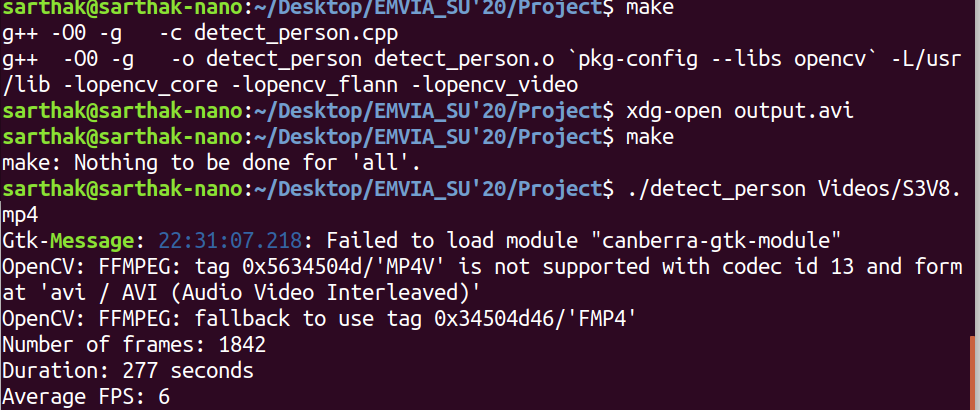 sarthak@sarthak-nano:~/Desktop/EMVIA_SU'20/Project$ make
g++ -O0 -g   -c detect_person.cpp
g++  -O0 -g   -o detect_person detect_person.o `pkg-config --libs opencv` -L/usr
/lib -lopencv_core -lopencv_flann -lopencv_video
sarthak@sarthak-nano:~/Desktop/EMVIA_SU'20/Project$ xdg-open output.avi
sarthak@sarthak-nano:~/Desktop/EMVIA_SU'20/Project$ make
make: Nothing to be done for 'all'.
sarthak@sarthak-nano:~/Desktop/EMVIA_SU'20/Project$ ./detect_person Videos/S3V8.
mp4
Gtk-Message: 22:31:07.218: Failed to load module "canberra-gtk-module"
OpenCV: FFMPEG: tag 0x5634504d/'MP4V' is not supported with codec id 13 and form
at 'avi / AVI (Audio Video Interleaved)'
OpenCV: FFMPEG: fallback to use tag 0x34504d46/'FMP4'
Number of frames: 1842
Duration: 277 seconds
Average FPS: 6